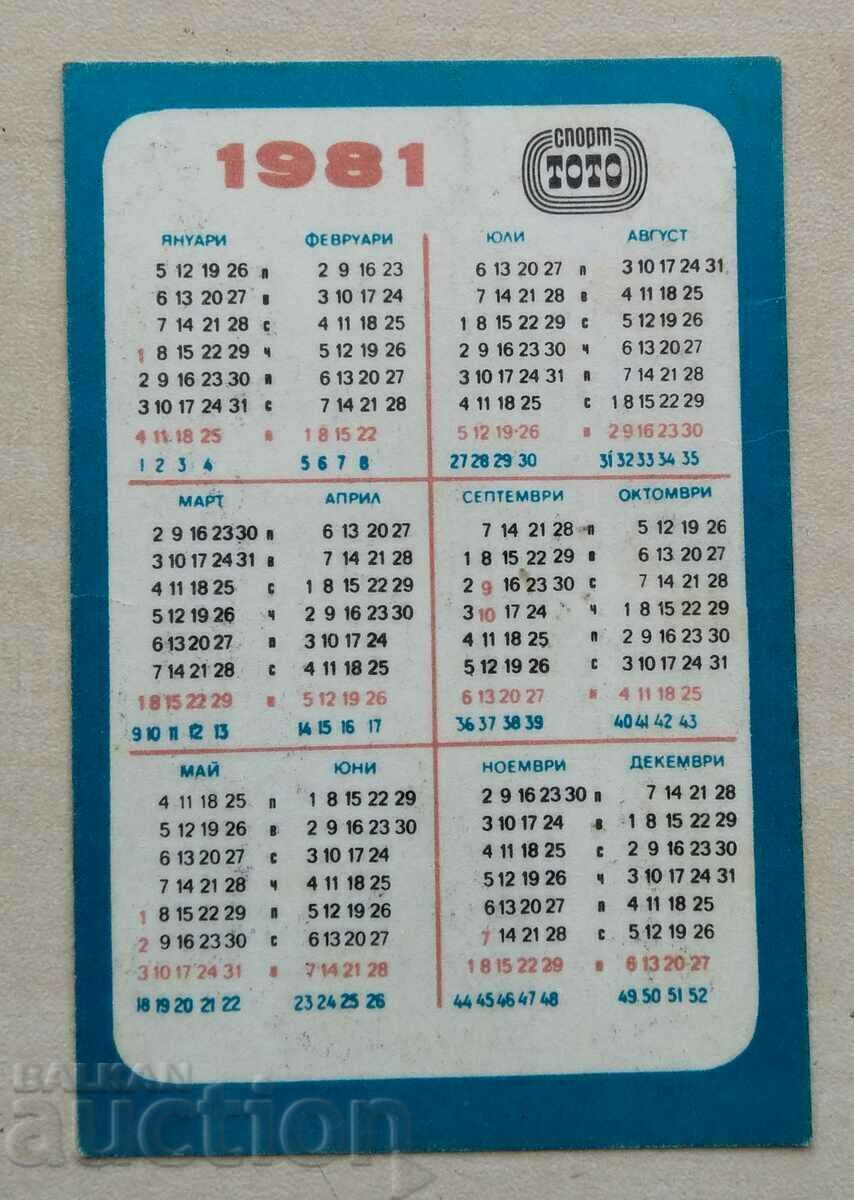 1981
спорт
ТОТО
ЯНУАРИ ФЕВРУАРИ
5 12 19 26 п 2 9 16 23
6 13 20 27 в 3 10 17 24
7 14 21 28 с 4 11 18 25
1 8 15 22 29 ч 5 12 19 26
2 9 16 23 30 п 6 13 20 27
3 10 17 24 31 с 7 14 21 28
4 11 18 25 н 1 8 15 22
1 2 3 4 5 6 7 8
ЮЛИ АВГУСТ
6 13 20 27 п 3 10 17 24 31
7 14 21 28 в 4 11 18 25
1 8 15 22 29 с 5 12 19 26
2 9 16 23 30 ч 6 13 20 27
3 10 17 24 31 п 7 14 21 28
4 11 18 25 с 1 8 15 22 29
5 12 19 26 н 2 9 16 23 30
27 28 29 30 31 32 33 34 35
МАРТ АПРИЛ
2 9 16 23 30 п 6 13 20 27
3 10 17 24 31 в 7 14 21 28
4 11 18 25 с 1 8 15 22 29
5 12 19 26 ч 2 9 16 23 30
6 13 20 27 п 3 10 17 24
7 14 21 28 с 4 11 18 25
1 8 15 22 29 н 5 12 19 26
9 10 11 12 13 14 15 16 17
СЕПТЕМВРИ ОКТОМВРИ
7 14 21 28 п 5 12 19 26
1 8 15 22 29 в 6 13 20 27
2 9 16 23 30 с 7 14 21 28
3 10 17 24 ч 1 8 15 22 29
4 11 18 25 п 2 9 16 23 30
5 12 19 26 с 3 10 17 24 31
6 13 20 27 н 4 11 18 25
36 37 38 39 40 41 42 43
МАЙ ЮНИ
4 11 18 25 п 1 8 15 22 29
5 12 19 26 в 2 9 16 23 30
6 13 20 27 с 3 10 17 24
7 14 21 28 ч 4 11 18 25
1 8 15 22 29 п 5 12 19 26
2 9 16 23 30 с 6 13 20 27
3 10 17 24 31 н 7 14 21 28
18 19 20 21 22 23 24 25 26
НОЕМВРИ ДЕКЕМВРИ
2 9 16 23 30 п 7 14 21 28
3 10 17 24 в 1 8 15 22 29
4 11 18 25 с 2 9 16 23 30
5 12 19 26 ч 3 10 17 24 31
6 13 20 27 п 4 11 18 25
7 14 21 28 с 5 12 19 26
1 8 15 22 29 н 6 13 20 27
44 45 46 47 48 49 50 51 52
BALKAN
auction